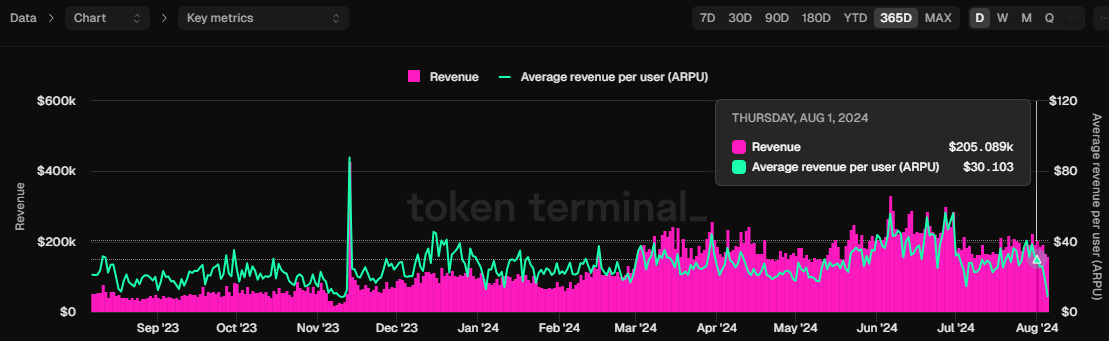 Data Chart Key metrics 7D 30D 90D 180D YTD 365D MAX D W M Q
Revenue Average revenue per user (ARPU)
$600k $120
THURSDAY, AUG 1, 2024
Revenue $205.089k
Average revenue per user (ARPU) $30.103
$400k $80
token terminal_
$200k $40
$0 $0
Revenue
Average revenue per user (ARPU)
Sep '23 Oct '23 Nov '23 Dec '23 Jan '24 Feb '24 Mar '24 Apr '24 May '24 Jun '24 Jul '24 Aug '24